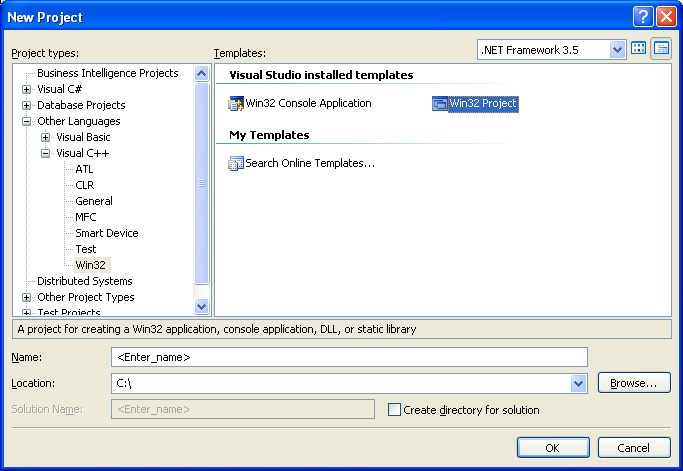 New Project
Project types:
Templates:
.NET Framework 3.5
Business Intelligence Projects
Visual C#
Database Projects
Other Languages
Visual Basic
Visual C++
ATL
CLR
General
MFC
Smart Device
Test
Win32
Distributed Systems
Other Project Types
Test Projects
Visual Studio installed templates
Win32 Console Application
Win32 Project
My Templates
Search Online Templates...
A project for creating a Win32 application, console application, DLL, or static library
Name:
<Enter_name>
Location:
C:\
Browse...
Solution Name:
<Enter_name>
Create directory for solution
OK
Cancel